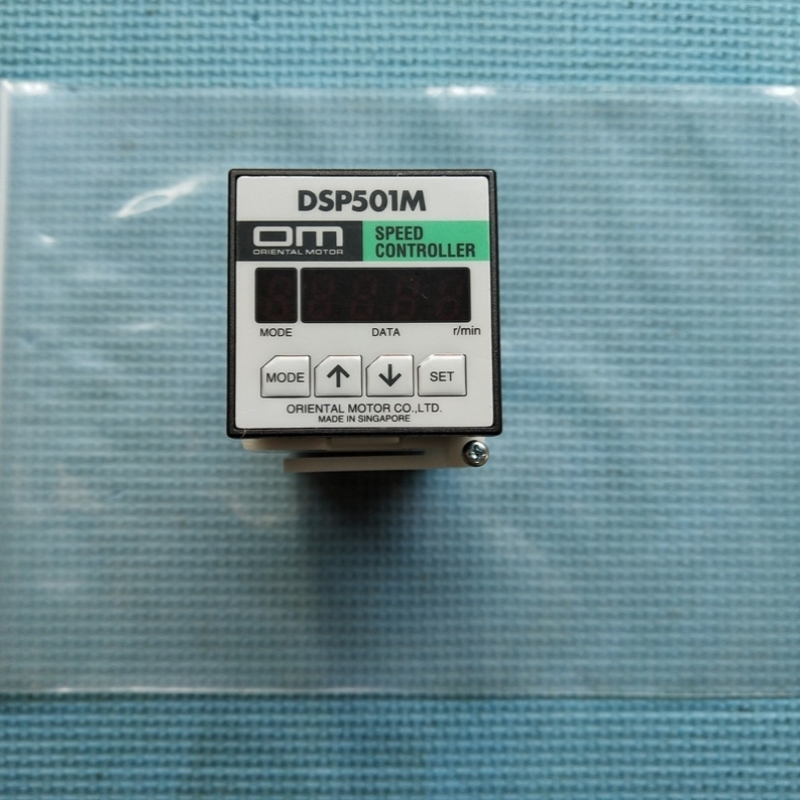 DSP501M
OM
ORIENTAL MOTOR
SPEED
CONTROLLER
MODE DATA r/min
MODE ↑ ↓ SET
ORIENTAL MOTOR CO.,LTD.
MADE IN SINGAPORE